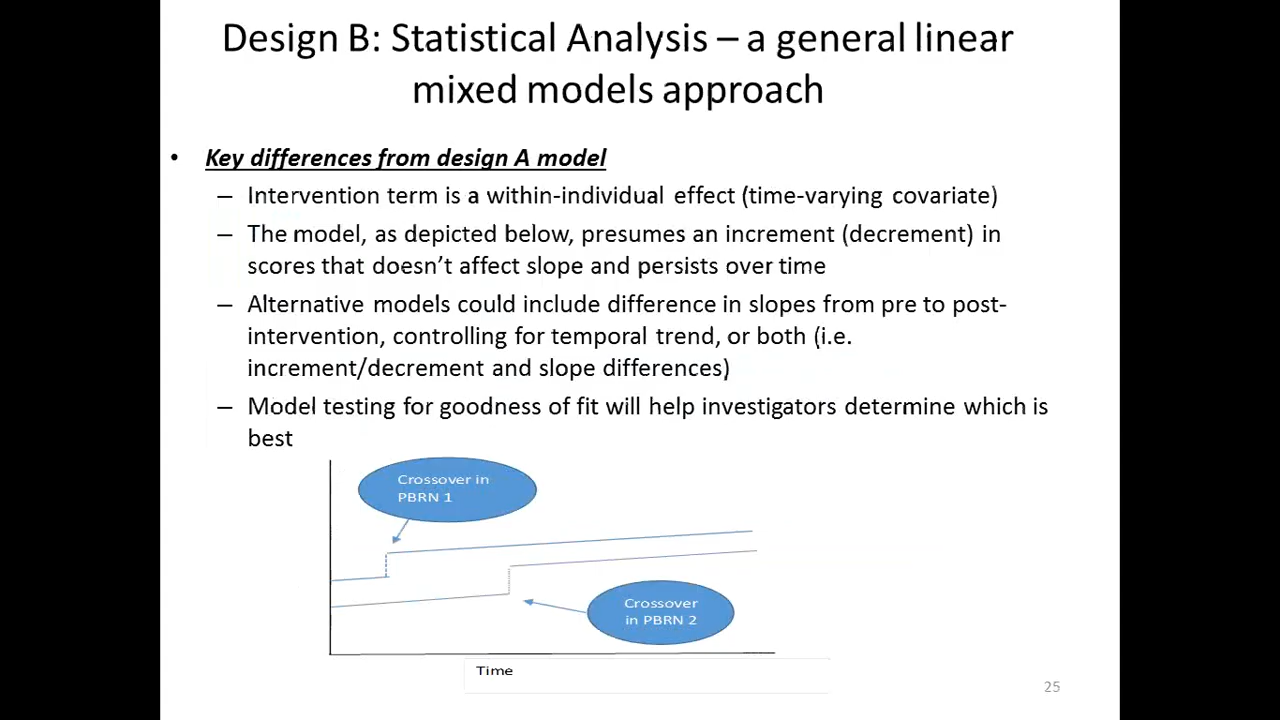 Design B: Statistical Analysis – a general linear
mixed models approach
• Key differences from design A model
– Intervention term is a within-individual effect (time-varying covariate)
– The model, as depicted below, presumes an increment (decrement) in
scores that doesn’t affect slope and persists over time
– Alternative models could include difference in slopes from pre to post-
intervention, controlling for temporal trend, or both (i.e.
increment/decrement and slope differences)
– Model testing for goodness of fit will help investigators determine which is
best
Crossover in
PBRN 1
Crossover
in PBRN 2
Time
25